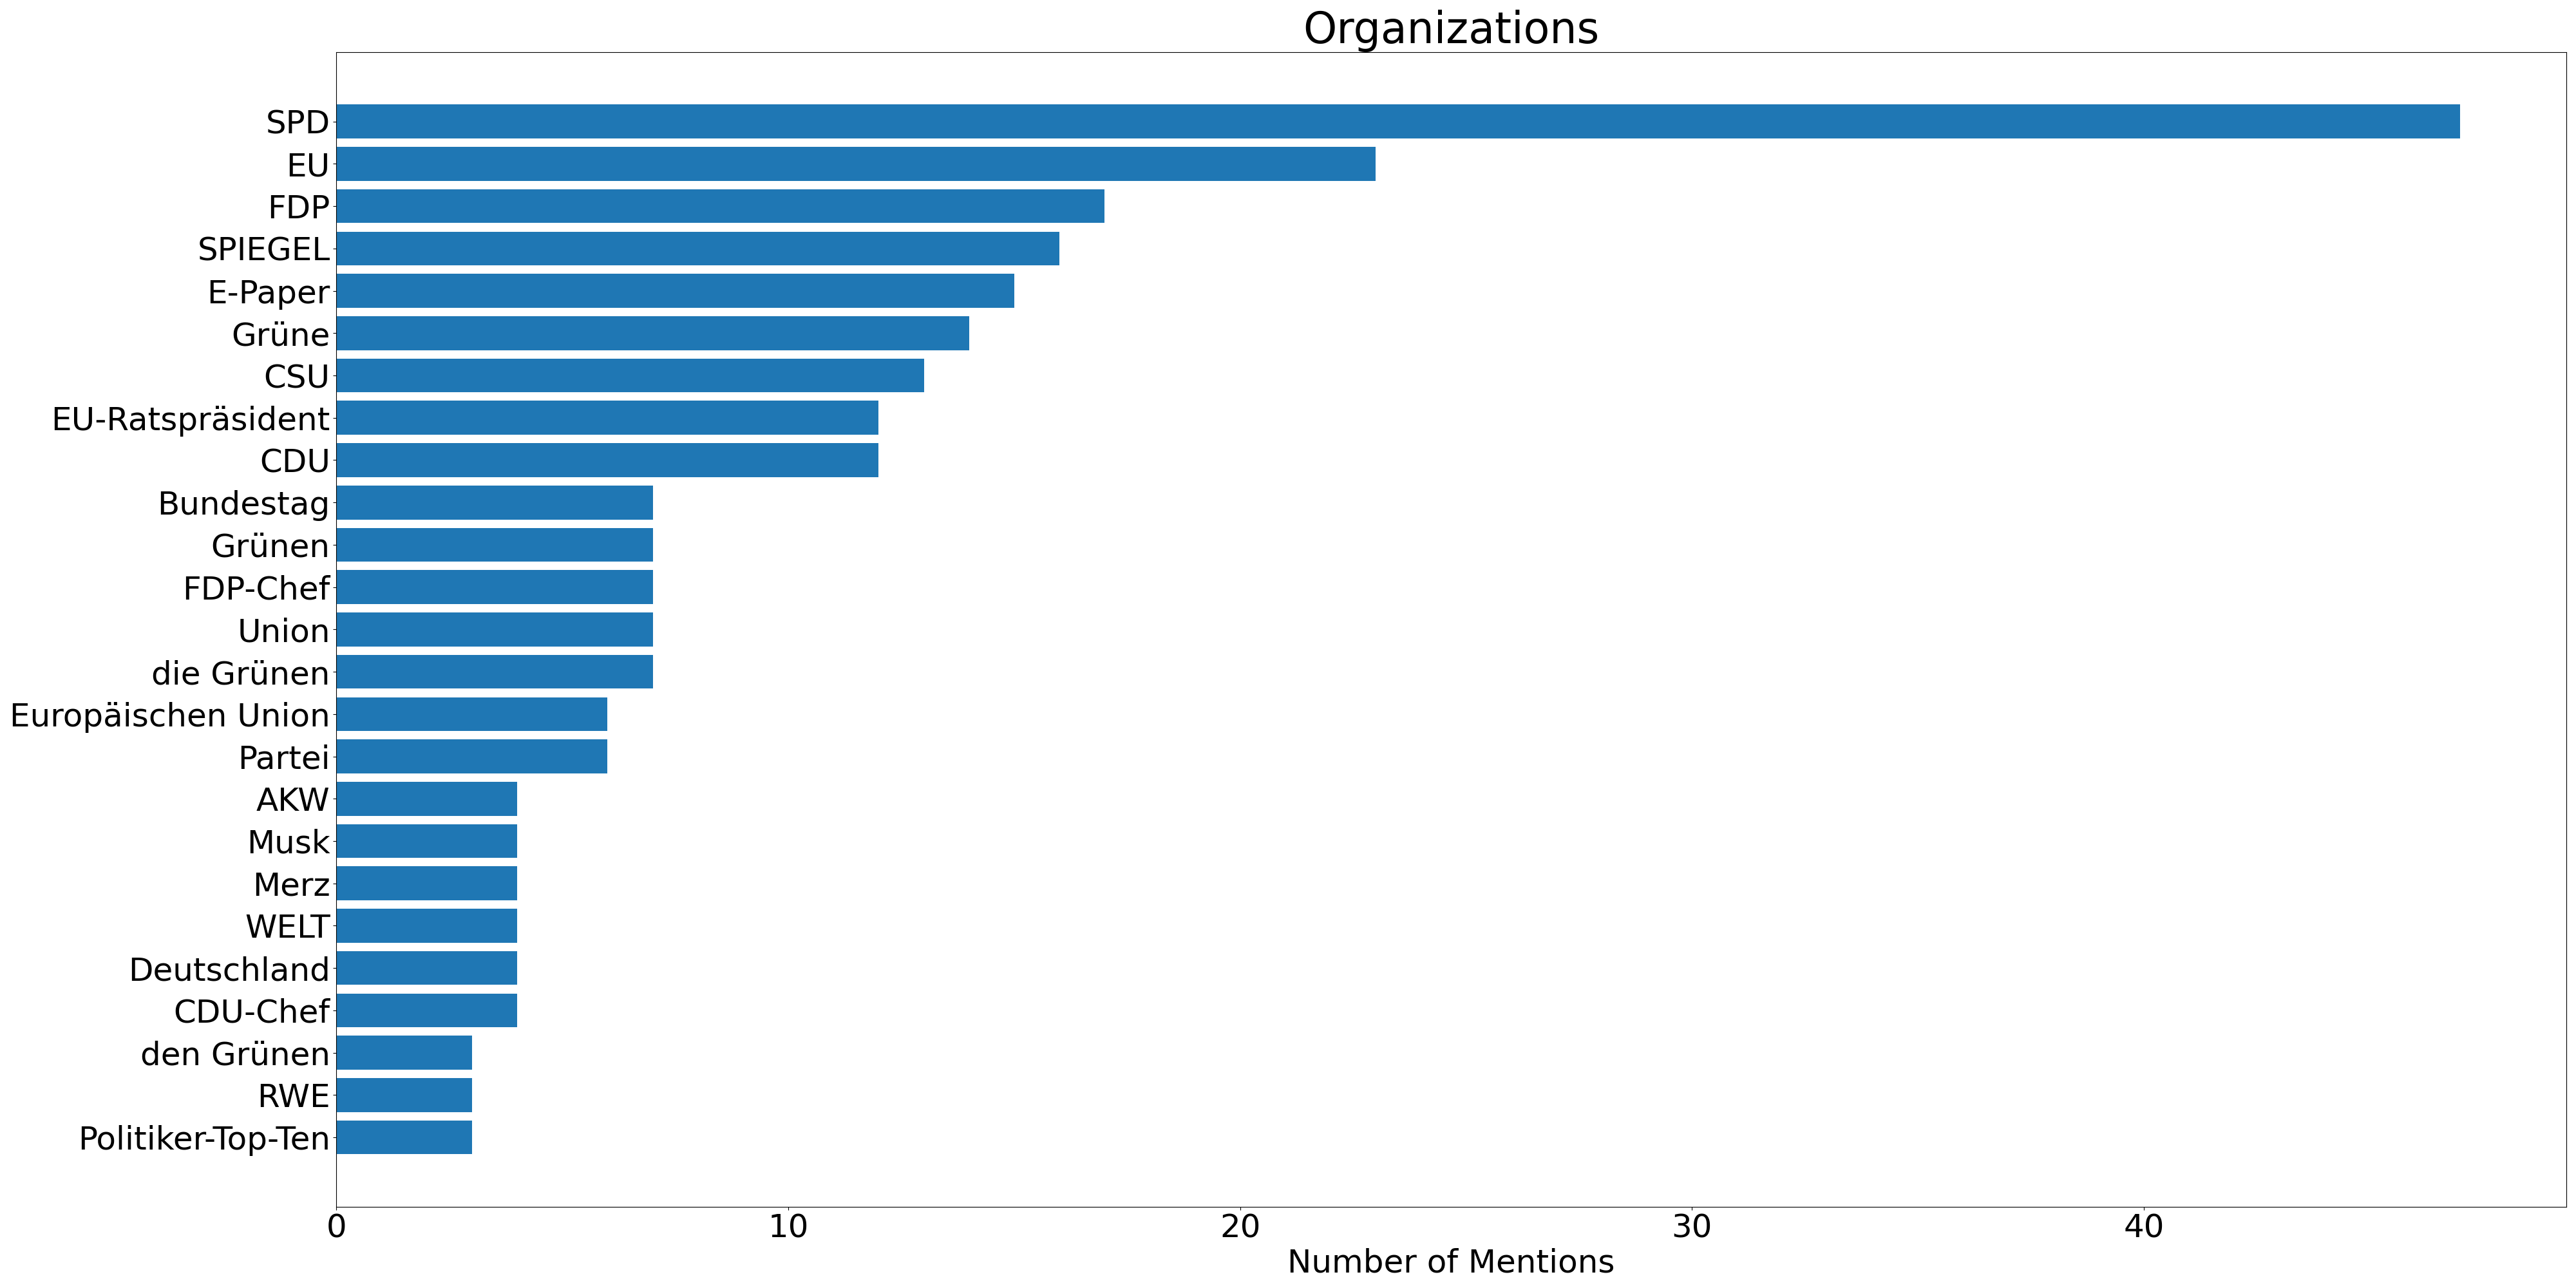 Organizations
SPD
EU
FDP
SPIEGEL
E-Paper
Grüne
CSU
EU-Ratspräsident
CDU
Bundestag
Grünen
FDP-Chef
Union
die Grünen
Europäischen Union
Partei
AKW
Musk
Merz
WELT
Deutschland
CDU-Chef
den Grünen
RWE
Politiker-Top-Ten
0 10 20 30 40
Number of Mentions